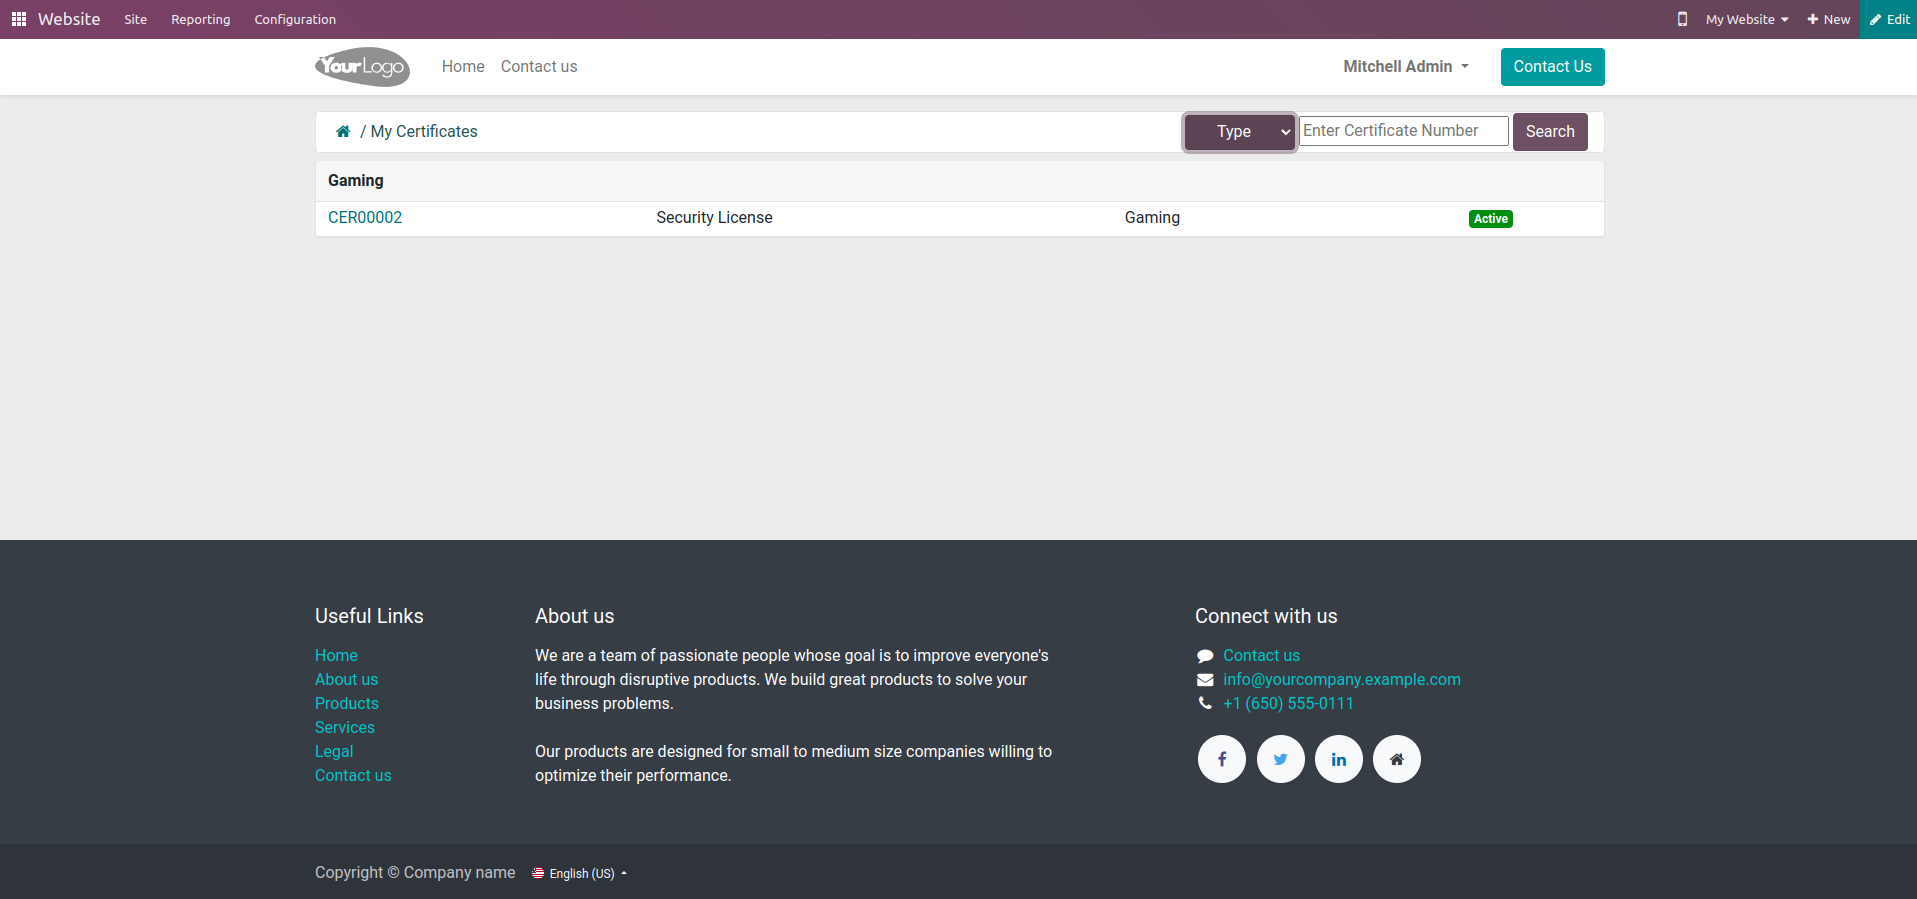 Website Site Reporting Configuration My Website New Edit
YourLogo Home Contact us Mitchell Admin Contact Us
/ My Certificates Type Enter Certificate Number Search
Gaming
CER00002 Security License Gaming Active
Useful Links
Home
About us
Products
Services
Legal
Contact us
About us
We are a team of passionate people whose goal is to improve everyone's
life through disruptive products. We build great products to solve your
business problems.
Our products are designed for small to medium size companies willing to
optimize their performance.
Connect with us
Contact us
info@yourcompany.example.com
+1 (650) 555-0111
Copyright © Company name English (US)